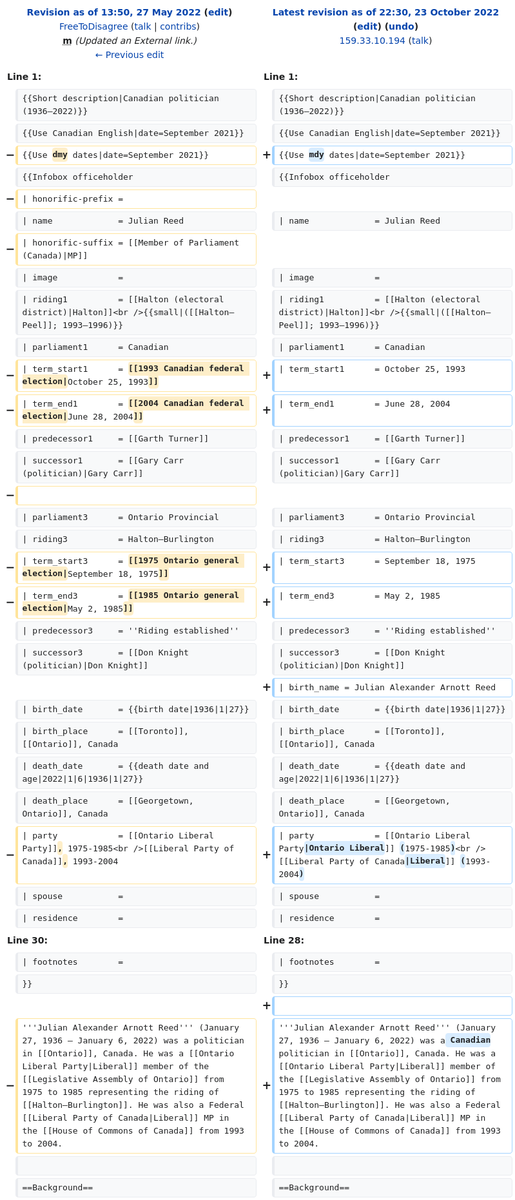 Revision as of 13:50, 27 May 2022 (edit)
FreeToDisagree (talk | contribs)
m (Updated an External link.)
← Previous edit
Latest revision as of 22:30, 23 October 2022
(edit) (undo)
159.33.10.194 (talk)
Line 1:
Line 1:
{{Short description|Canadian politician
(1936–2022)}}
{{Short description|Canadian politician
(1936–2022)}}
{{Use Canadian English|date=September 2021}}
{{Use Canadian English|date=September 2021}}
− {{Use dmy dates|date=September 2021}}
+ {{Use mdy dates|date=September 2021}}
{{Infobox officeholder
{{Infobox officeholder
− | honorific-prefix =
| name = Julian Reed
| name = Julian Reed
− | honorific-suffix = [[Member of Parliament
(Canada)|MP]]
| image =
| image =
| riding1 = [[Halton (electoral
district)|Halton]]<br />{{small|([[Halton—
Peel]]; 1993–1996)}}
| riding1 = [[Halton (electoral
district)|Halton]]<br />{{small|([[Halton—
Peel]]; 1993–1996)}}
| parliament1 = Canadian
| parliament1 = Canadian
− | term_start1 = [[1993 Canadian federal
election|October 25, 1993]]
+ | term_start1 = October 25, 1993
− | term_end1 = [[2004 Canadian federal
election|June 28, 2004]]
+ | term_end1 = June 28, 2004
| predecessor1 = [[Garth Turner]]
| predecessor1 = [[Garth Turner]]
| successor1 = [[Gary Carr
(politician)|Gary Carr]]
| successor1 = [[Gary Carr
(politician)|Gary Carr]]
−
| parliament3 = Ontario Provincial
| parliament3 = Ontario Provincial
| riding3 = Halton—Burlington
| riding3 = Halton—Burlington
− | term_start3 = [[1975 Ontario general
election|September 18, 1975]]
+ | term_start3 = September 18, 1975
− | term_end3 = [[1985 Ontario general
election|May 2, 1985]]
+ | term_end3 = May 2, 1985
| predecessor3 = ''Riding established''
| predecessor3 = ''Riding established''
| successor3 = [[Don Knight
(politician)|Don Knight]]
| successor3 = [[Don Knight
(politician)|Don Knight]]
+ | birth_name = Julian Alexander Arnott Reed
| birth_date = {{birth date|1936|1|27}}
| birth_date = {{birth date|1936|1|27}}
| birth_place = [[Toronto]],
[[Ontario]], Canada
| birth_place = [[Toronto]],
[[Ontario]], Canada
| death_date = {{death date and
age|2022|1|6|1936|1|27}}
| death_date = {{death date and
age|2022|1|6|1936|1|27}}
| death_place = [[Georgetown,
Ontario]], Canada
| death_place = [[Georgetown,
Ontario]], Canada
− | party = [[Ontario Liberal
Party]], 1975-1985<br />[[Liberal Party of
Canada]], 1993-2004
+ | party = [[Ontario Liberal
Party|Ontario Liberal]] (1975-1985)<br />
[[Liberal Party of Canada|Liberal]] (1993-
2004)
| spouse =
| spouse =
| residence =
| residence =
Line 30:
Line 28:
| footnotes =
| footnotes =
}}
}}
+
− '''Julian Alexander Arnott Reed''' (January
27, 1936 – January 6, 2022) was a politician
in [[Ontario]], Canada. He was a [[Ontario
Liberal Party|Liberal]] member of the
[[Legislative Assembly of Ontario]] from
1975 to 1985 representing the riding of
[[Halton—Burlington]]. He was also a Federal
[[Liberal Party of Canada|Liberal]] MP in
the [[House of Commons of Canada]] from 1993
to 2004.
+ '''Julian Alexander Arnott Reed''' (January
27, 1936 – January 6, 2022) was a Canadian
politician in [[Ontario]], Canada. He was a
[[Ontario Liberal Party|Liberal]] member of the
[[Legislative Assembly of Ontario]] from
1975 to 1985 representing the riding of
[[Halton—Burlington]]. He was also a Federal
[[Liberal Party of Canada|Liberal]] MP in
the [[House of Commons of Canada]] from 1993
to 2004.
==Background==
==Background==